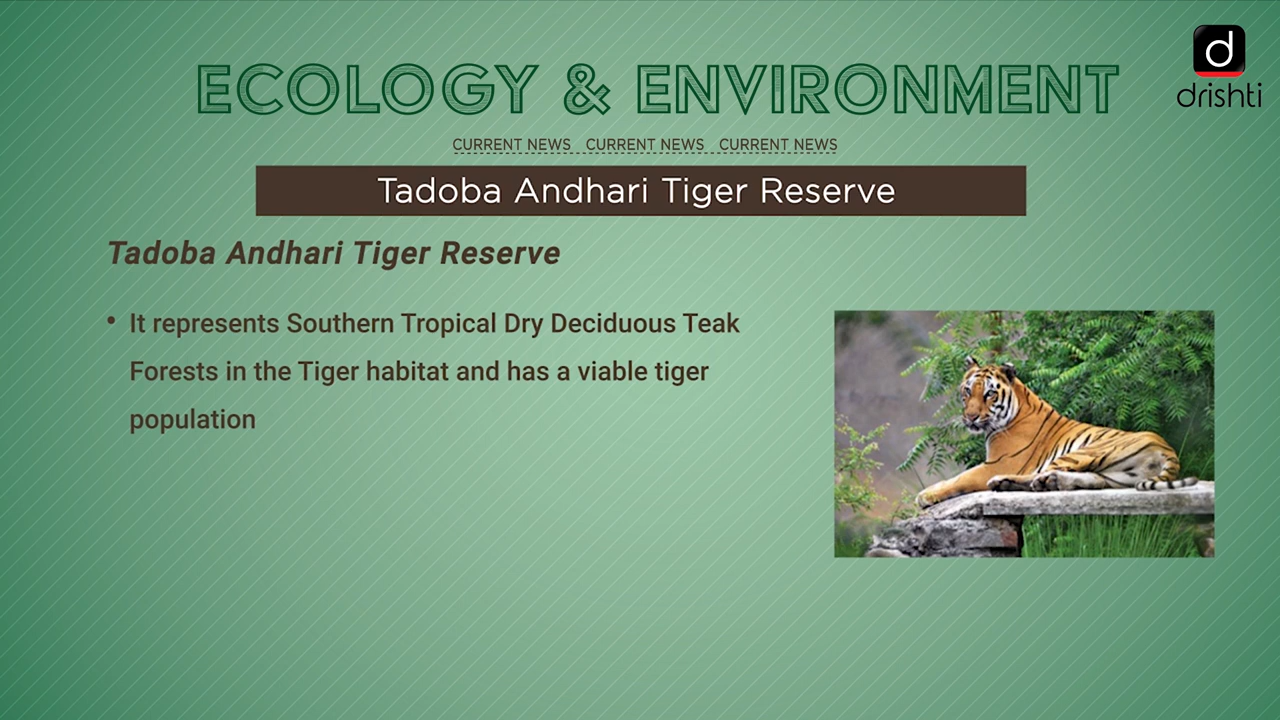 d
drishti
ECOLOGY & ENVIRONMENT
CURRENT NEWS CURRENT NEWS CURRENT NEWS
Tadoba Andhari Tiger Reserve
Tadoba Andhari Tiger Reserve
• It represents Southern Tropical Dry Deciduous Teak
Forests in the Tiger habitat and has a viable tiger
population